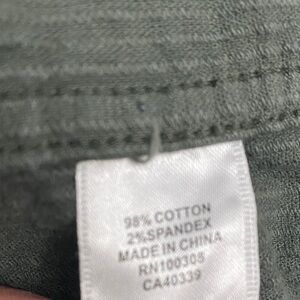 98% COTTON
2%SPANDEX
MADE IN CHINA
RN100305
CA40339